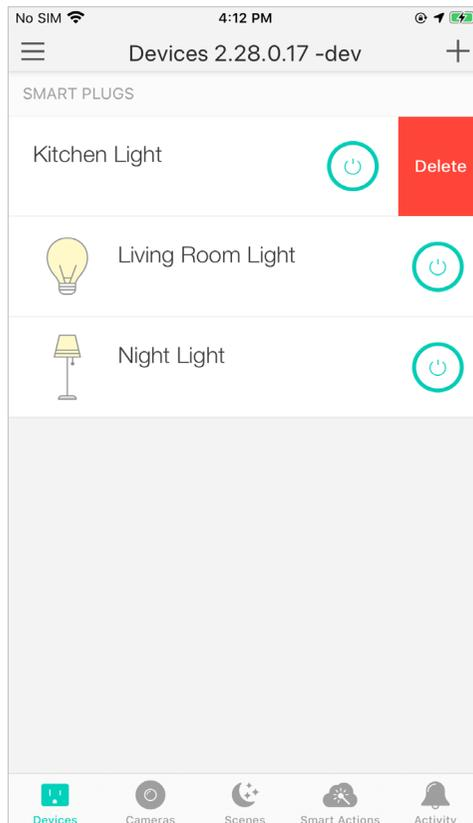 No SIM 4:12 PM
Devices 2.28.0.17 -dev
SMART PLUGS
Kitchen Light
Delete
Living Room Light
Night Light
Devices Cameras Scenes Smart Actions Activity